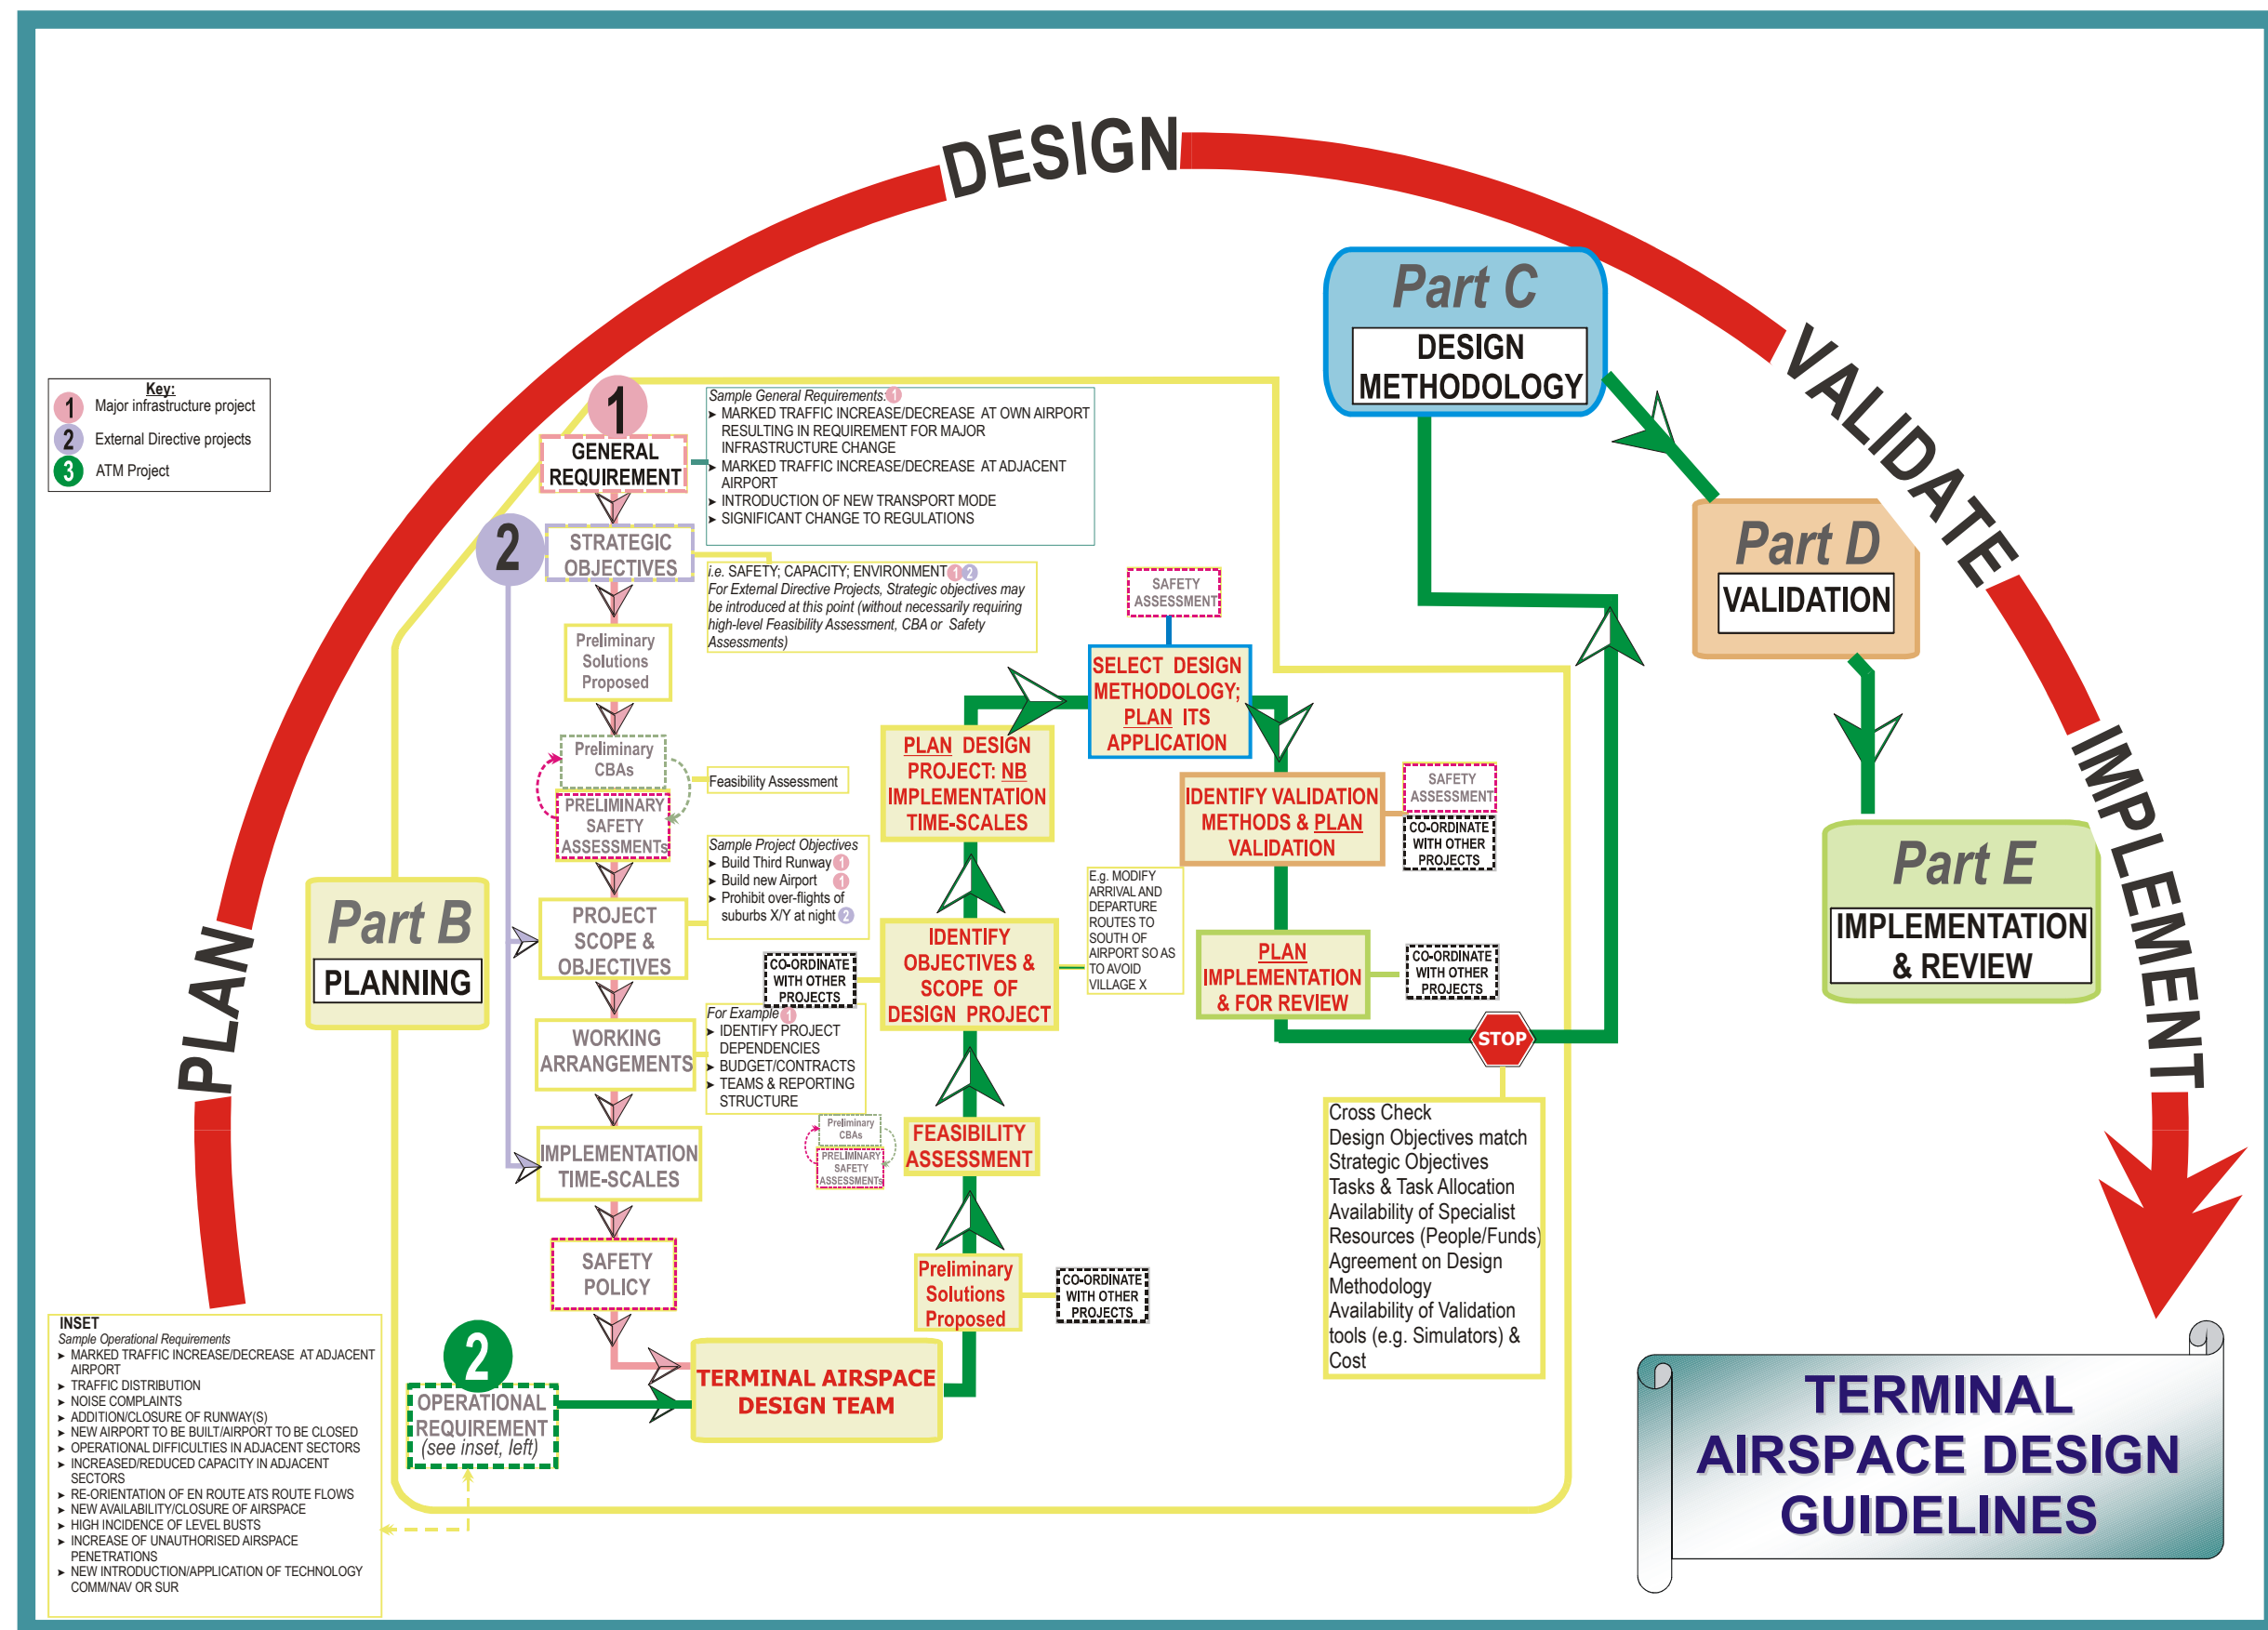 DESIGN
VALIDATE
IMPLEMENT
PLAN
Key:
1 Major infrastructure project
2 External Directive projects
3 ATM Project
1
GENERAL
REQUIREMENT
Sample General Requirements: 1
➤ MARKED TRAFFIC INCREASE/DECREASE AT OWN AIRPORT
RESULTING IN REQUIREMENT FOR MAJOR
INFRASTRUCTURE CHANGE
➤ MARKED TRAFFIC INCREASE/DECREASE AT ADJACENT
AIRPORT
➤ INTRODUCTION OF NEW TRANSPORT MODE
➤ SIGNIFICANT CHANGE TO REGULATIONS
2
STRATEGIC
OBJECTIVES
i.e. SAFETY; CAPACITY; ENVIRONMENT 1 2
For External Directive Projects, Strategic objectives may
be introduced at this point (without necessarily requiring
high-level Feasibility Assessment, CBA or Safety
Assessments)
Preliminary
Solutions
Proposed
Preliminary
CBAs
PRELIMINARY
SAFETY
ASSESSMENTs
Feasibility Assessment
PROJECT
SCOPE &
OBJECTIVES
Sample Project Objectives
➤ Build Third Runway 1
➤ Build new Airport 1
➤ Prohibit over-flights of
suburbs X/Y at night 2
WORKING
ARRANGEMENTS
For Example 1
➤ IDENTIFY PROJECT
DEPENDENCIES
➤ BUDGET/CONTRACTS
➤ TEAMS & REPORTING
STRUCTURE
IMPLEMENTATION
TIME-SCALES
SAFETY
POLICY
Part B
PLANNING
2
OPERATIONAL
REQUIREMENT
(see inset, left)
INSET
Sample Operational Requirements
➤ MARKED TRAFFIC INCREASE/DECREASE AT ADJACENT
AIRPORT
➤ TRAFFIC DISTRIBUTION
➤ NOISE COMPLAINTS
➤ ADDITION/CLOSURE OF RUNWAY(S)
➤ NEW AIRPORT TO BE BUILT/AIRPORT TO BE CLOSED
➤ OPERATIONAL DIFFICULTIES IN ADJACENT SECTORS
➤ INCREASED/REDUCED CAPACITY IN ADJACENT
SECTORS
➤ RE-ORIENTATION OF EN ROUTE ATS ROUTE FLOWS
➤ NEW AVAILABILITY/CLOSURE OF AIRSPACE
➤ HIGH INCIDENCE OF LEVEL BUSTS
➤ INCREASE OF UNAUTHORISED AIRSPACE
PENETRATIONS
➤ NEW INTRODUCTION/APPLICATION OF TECHNOLOGY
COMM/NAV OR SUR
TERMINAL AIRSPACE
DESIGN TEAM
Preliminary
Solutions
Proposed
CO-ORDINATE
WITH OTHER
PROJECTS
FEASIBILITY
ASSESSMENT
Preliminary
CBAs
PRELIMINARY
SAFETY
ASSESSMENTs
IDENTIFY
OBJECTIVES &
SCOPE OF
DESIGN PROJECT
CO-ORDINATE
WITH OTHER
PROJECTS
E.g. MODIFY
ARRIVAL AND
DEPARTURE
ROUTES TO
SOUTH OF
AIRPORT SO AS
TO AVOID
VILLAGE X
PLAN DESIGN
PROJECT: NB
IMPLEMENTATION
TIME-SCALES
SAFETY
ASSESSMENT
SELECT DESIGN
METHODOLOGY;
PLAN ITS
APPLICATION
IDENTIFY VALIDATION
METHODS & PLAN
VALIDATION
SAFETY
ASSESSMENT
CO-ORDINATE
WITH OTHER
PROJECTS
PLAN
IMPLEMENTATION
& FOR REVIEW
CO-ORDINATE
WITH OTHER
PROJECTS
STOP
Cross Check
Design Objectives match
Strategic Objectives
Tasks & Task Allocation
Availability of Specialist
Resources (People/Funds)
Agreement on Design
Methodology
Availability of Validation
tools (e.g. Simulators) &
Cost
Part C
DESIGN
METHODOLOGY
Part D
VALIDATION
Part E
IMPLEMENTATION
& REVIEW
TERMINAL
AIRSPACE DESIGN
GUIDELINES